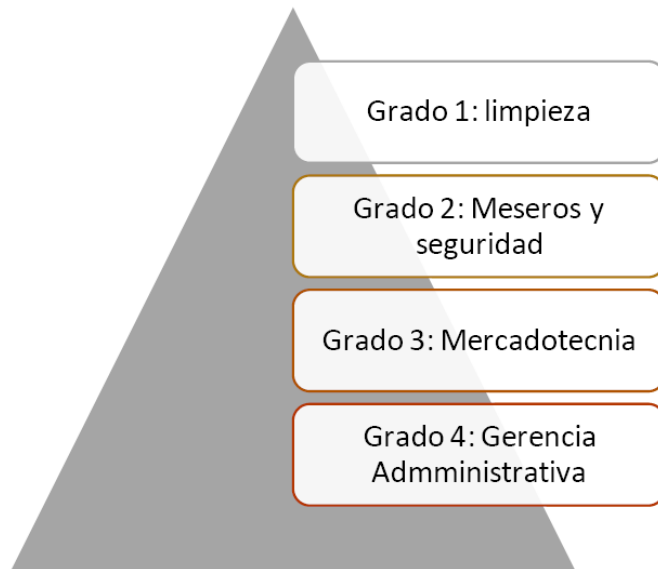 Grado 1: limpieza
Grado 2: Meseros y
seguridad
Grado 3: Mercadotecnia
Grado 4: Gerencia
Admministrativa